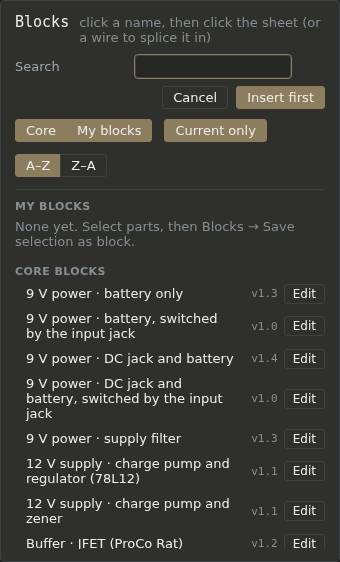 Blocks click a name, then click the sheet (or
a wire to splice it in)
Search
Cancel Insert first
Core My blocks Current only
A–Z Z–A
MY BLOCKS
None yet. Select parts, then Blocks → Save
selection as block.
CORE BLOCKS
9 V power · battery only v1.3 Edit
9 V power · battery, switched
by the input jack v1.0 Edit
9 V power · DC jack and battery v1.4 Edit
9 V power · DC jack and
battery, switched by the input v1.0 Edit
jack
9 V power · supply filter v1.3 Edit
12 V supply · charge pump and
regulator (78L12) v1.1 Edit
12 V supply · charge pump and
zener v1.1 Edit
Buffer · JFET (ProCo Rat) v1.2 Edit